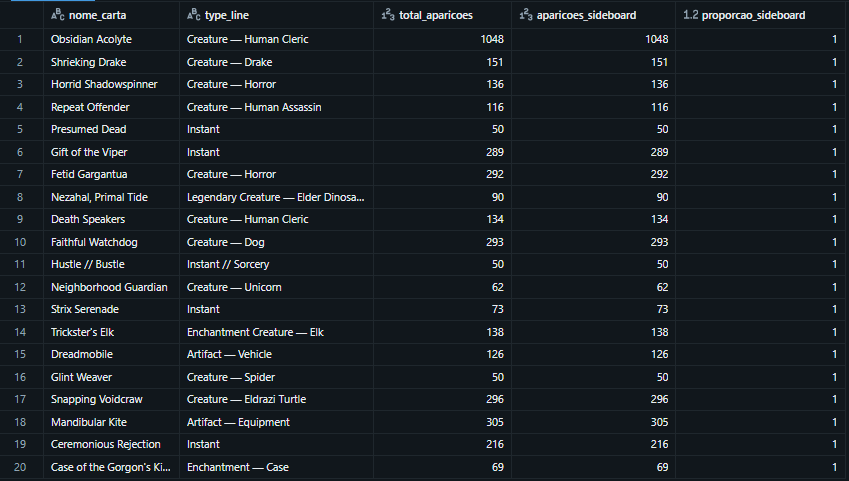 nome_carta type_line total_aparicoes aparicoes_sideboard proporcao_sideboard
1 Obsidian Acolyte Creature — Human Cleric 1048 1048 1
2 Shrieking Drake Creature — Drake 151 151 1
3 Horrid Shadowspinner Creature — Horror 136 136 1
4 Repeat Offender Creature — Human Assassin 116 116 1
5 Presumed Dead Instant 50 50 1
6 Gift of the Viper Instant 289 289 1
7 Fetid Gargantua Creature — Horror 292 292 1
8 Nezahal, Primal Tide Legendary Creature — Elder Dinosa... 90 90 1
9 Death Speakers Creature — Human Cleric 134 134 1
10 Faithful Watchdog Creature — Dog 293 293 1
11 Hustle // Bustle Instant // Sorcery 50 50 1
12 Neighborhood Guardian Creature — Unicorn 62 62 1
13 Strix Serenade Instant 73 73 1
14 Trickster's Elk Enchantment Creature — Elk 138 138 1
15 Dreadmobile Artifact — Vehicle 126 126 1
16 Glint Weaver Creature — Spider 50 50 1
17 Snapping Voidcraw Creature — Eldrazi Turtle 296 296 1
18 Mandibular Kite Artifact — Equipment 305 305 1
19 Ceremonious Rejection Instant 216 216 1
20 Case of the Gorgon's Ki... Enchantment — Case 69 69 1